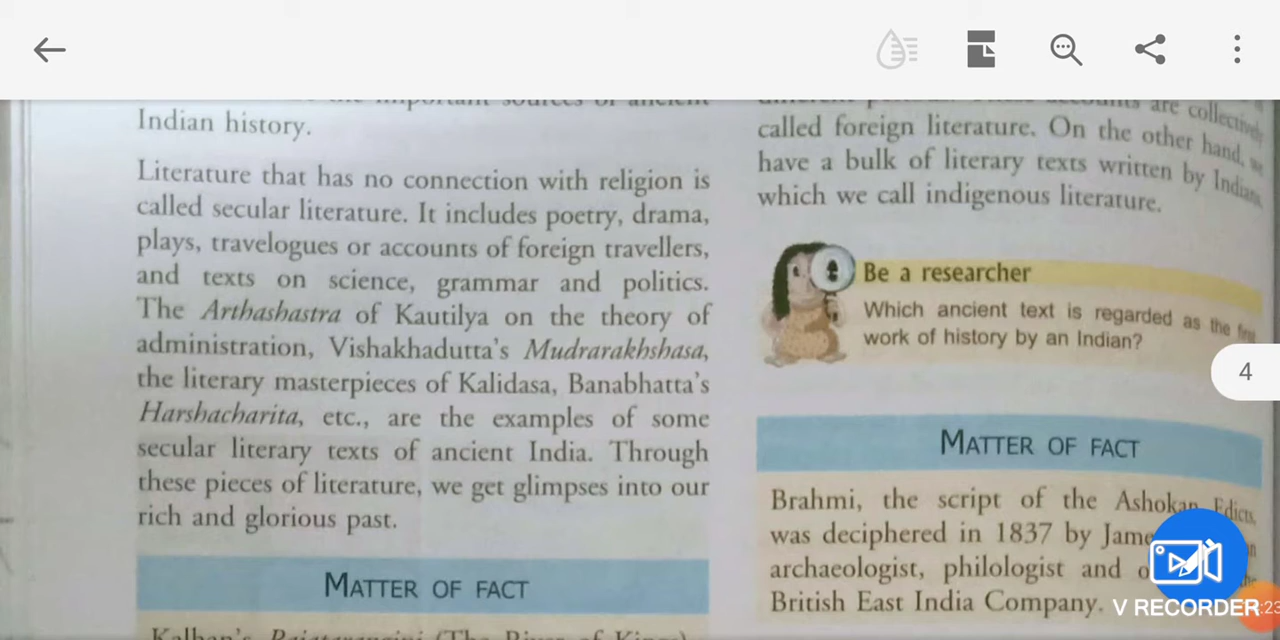 important sources of ancient
Indian history.
Literature that has no connection with religion is
called secular literature. It includes poetry, drama,
plays, travelogues or accounts of foreign travellers,
and texts on science, grammar and politics.
The Arthashastra of Kautilya on the theory of
administration, Vishakhadutta's Mudrarakhshasa,
the literary masterpieces of Kalidasa, Banabhatta's
Harshacharita, etc., are the examples of some
secular literary texts of ancient India. Through
these pieces of literature, we get glimpses into our
rich and glorious past.
MATTER OF FACT
Kalhan's Rajatarangini (The River of Kings)
are collectively
called foreign literature. On the other hand, we
have a bulk of literary texts written by Indians,
which we call indigenous literature.
Be a researcher
Which ancient text is regarded as the first
work of history by an Indian?
4
MATTER OF FACT
Brahmi, the script of the Ashokan Edicts,
was deciphered in 1837 by
archaeologist, philologist and
British East India Company.
V RECORDER